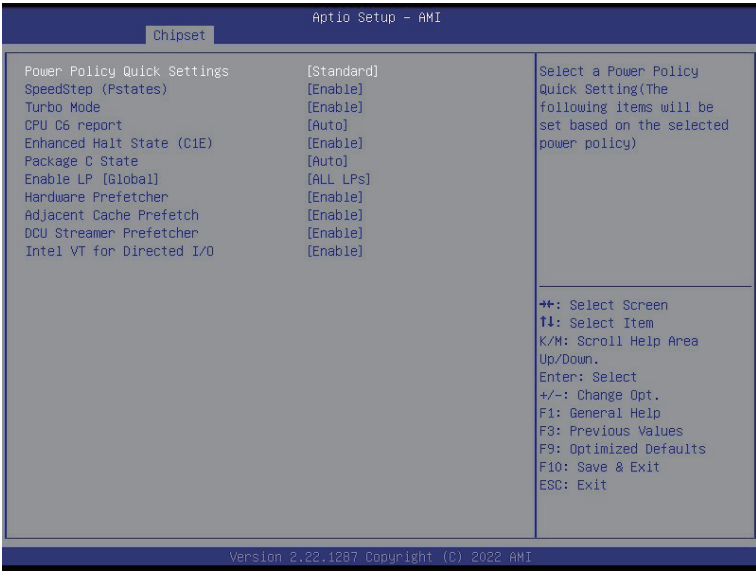 Aptio Setup – AMI
Chipset
Power Policy Quick Settings [Standard]
SpeedStep (Pstates) [Enable]
Turbo Mode [Enable]
CPU C6 report [Auto]
Enhanced Halt State (C1E) [Enable]
Package C State [Auto]
Enable LP [Global] [ALL LPs]
Hardware Prefetcher [Enable]
Adjacent Cache Prefetch [Enable]
DCU Streamer Prefetcher [Enable]
Intel VT for Directed I/O [Enable]
Select a Power Policy
Quick Setting(The
following items will be
set based on the selected
power policy)
→←: Select Screen
↑↓: Select Item
K/M: Scroll Help Area
Up/Down.
Enter: Select
+/-: Change Opt.
F1: General Help
F3: Previous Values
F9: Optimized Defaults
F10: Save & Exit
ESC: Exit
Version 2.22.1287 Copyright (C) 2022 AMI